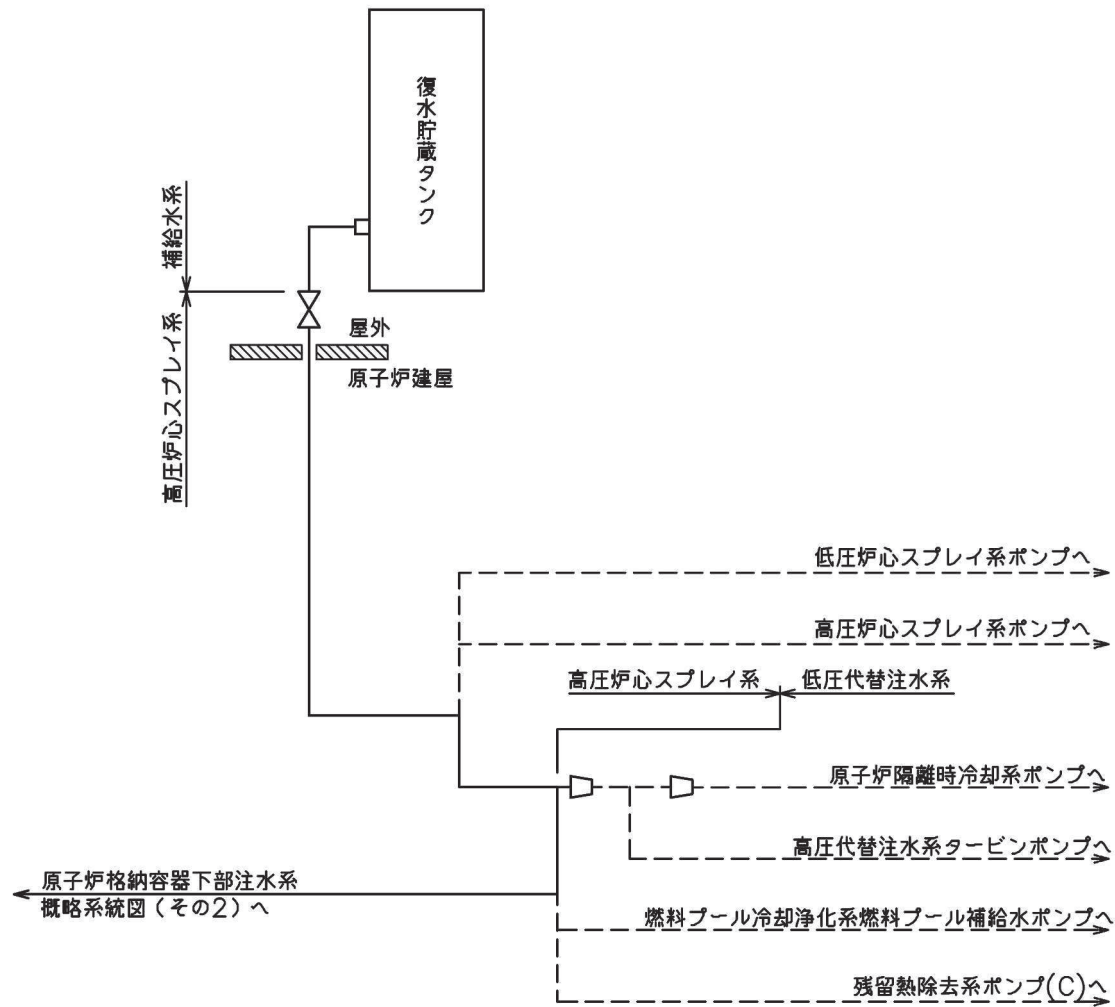 復水貯蔵タンク
補給水系
高圧炉心スプレイ系
屋外
原子炉建屋
低圧炉心スプレイ系ポンプへ
高圧炉心スプレイ系ポンプへ
高圧炉心スプレイ系
低圧代替注水系
原子炉隔離時冷却系ポンプへ
高圧代替注水系タービンポンプへ
原子炉格納容器下部注水系
概略系統図（その2）へ
燃料プール冷却浄化系燃料プール補給水ポンプへ
残留熱除去系ポンプ(C)へ